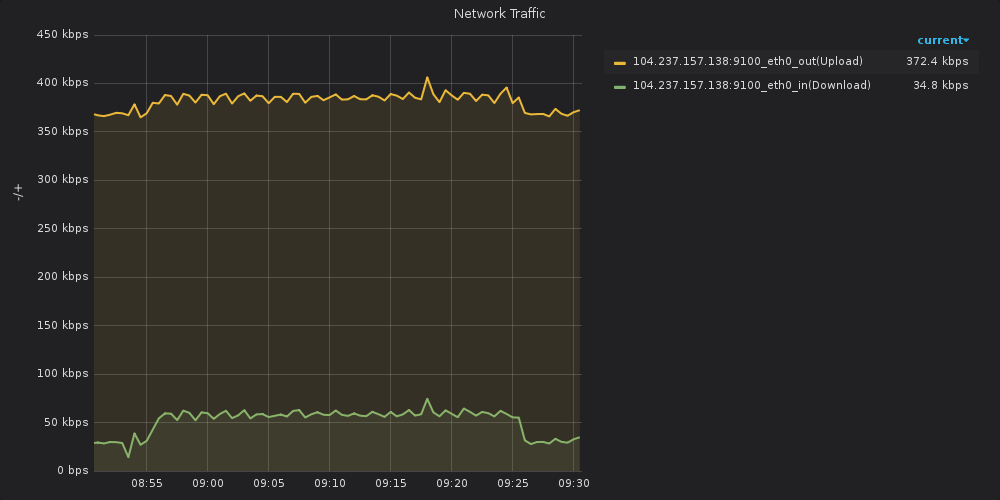 Network Traffic
450 kbps
400 kbps
350 kbps
300 kbps
250 kbps
200 kbps
150 kbps
100 kbps
50 kbps
0 bps
-/+
08:55 09:00 09:05 09:10 09:15 09:20 09:25 09:30
current
104.237.157.138:9100_eth0_out(Upload) 372.4 kbps
104.237.157.138:9100_eth0_in(Download) 34.8 kbps